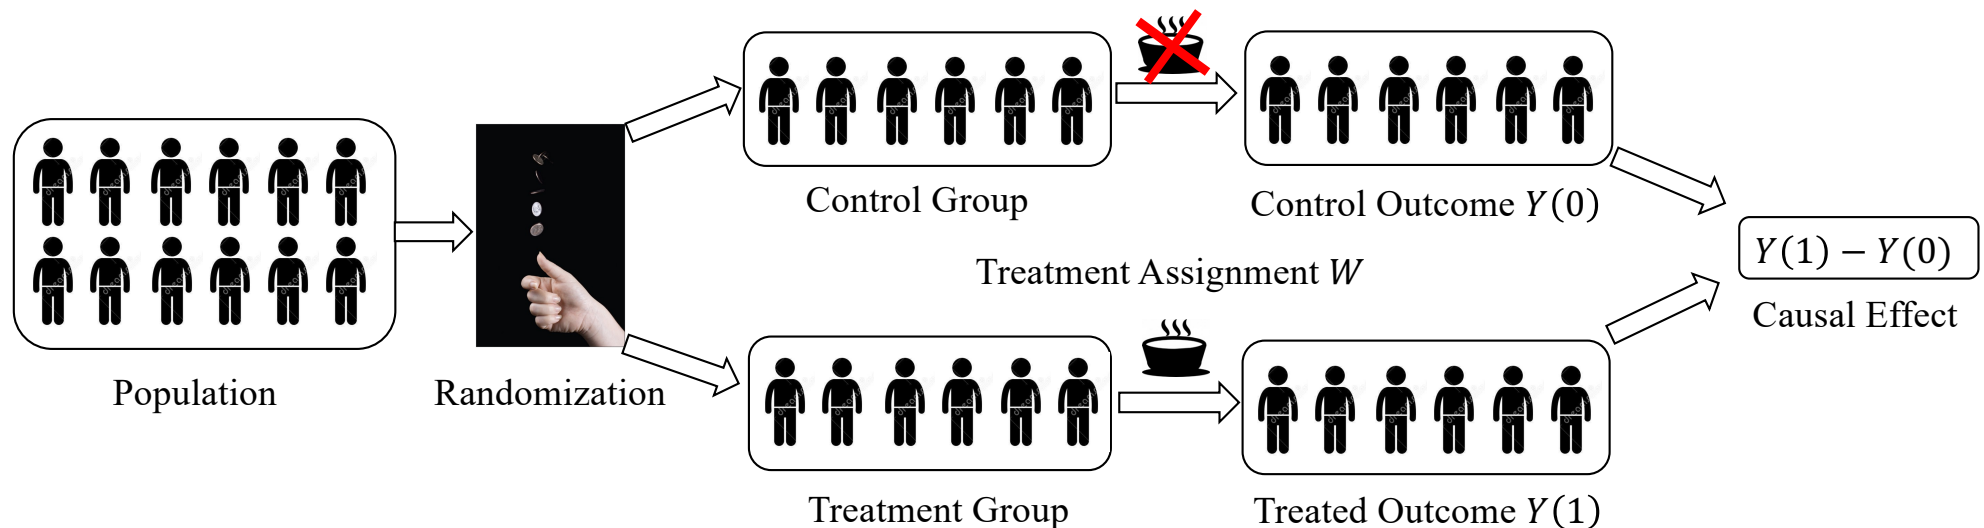 Population
Randomization
Control Group
Control Outcome Y(0)
Treatment Assignment W
Treatment Group
Treated Outcome Y(1)
Y(1) − Y(0)
Causal Effect